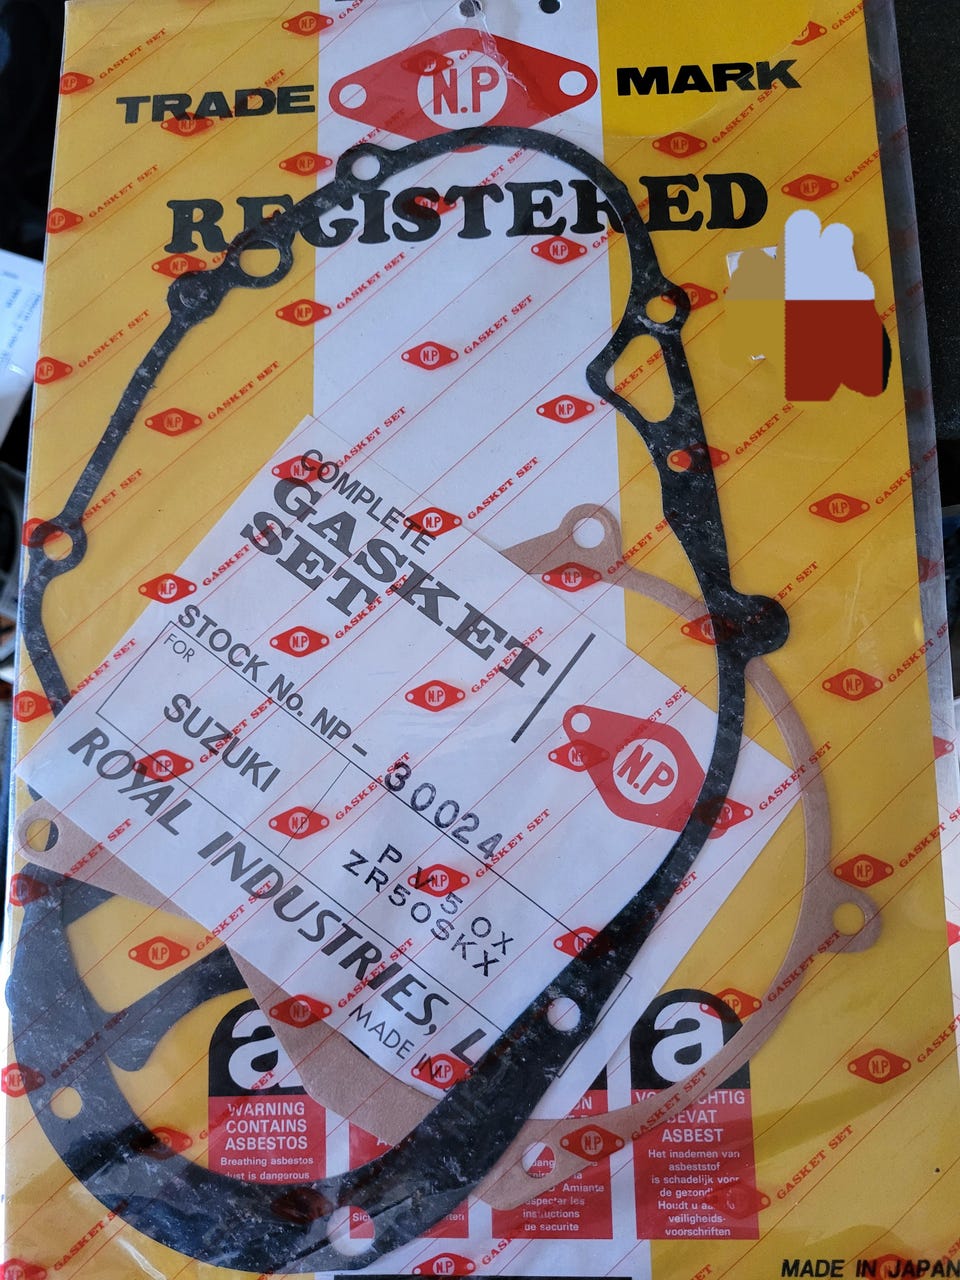 TRADE N.P MARK
REGISTERED
COMPLETE
GASKET
SET
N.P
STOCK No. NP- 30024
FOR
SUZUKI
PV50X
ZR50SKX
ROYAL INDUSTRIES, L
MADE IN
a
WARNING
CONTAINS
ASBESTOS
Breathing asbestos
dust is dangerous
Amiante
instructions
de securite
a
BEVAT
ASBEST
Het inademen van
asbeststof
is schadelijk voor
de gezond
Houdt u aan
veiligheids-
voorschriften
MADE IN JAPAN
N.P GASKET SET